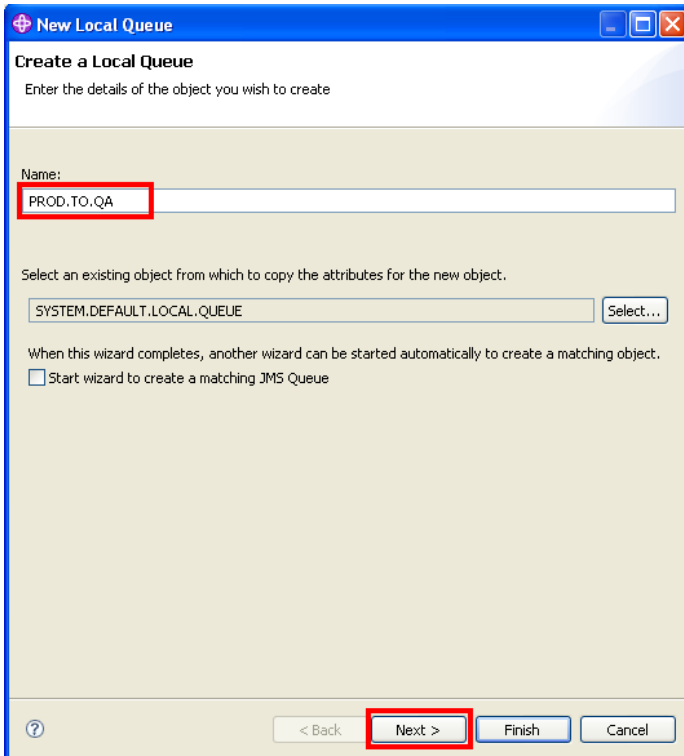 New Local Queue
Create a Local Queue
Enter the details of the object you wish to create
Name:
PROD.TO.QA
Select an existing object from which to copy the attributes for the new object.
SYSTEM.DEFAULT.LOCAL.QUEUE Select...
When this wizard completes, another wizard can be started automatically to create a matching object.
Start wizard to create a matching JMS Queue
? < Back Next > Finish Cancel